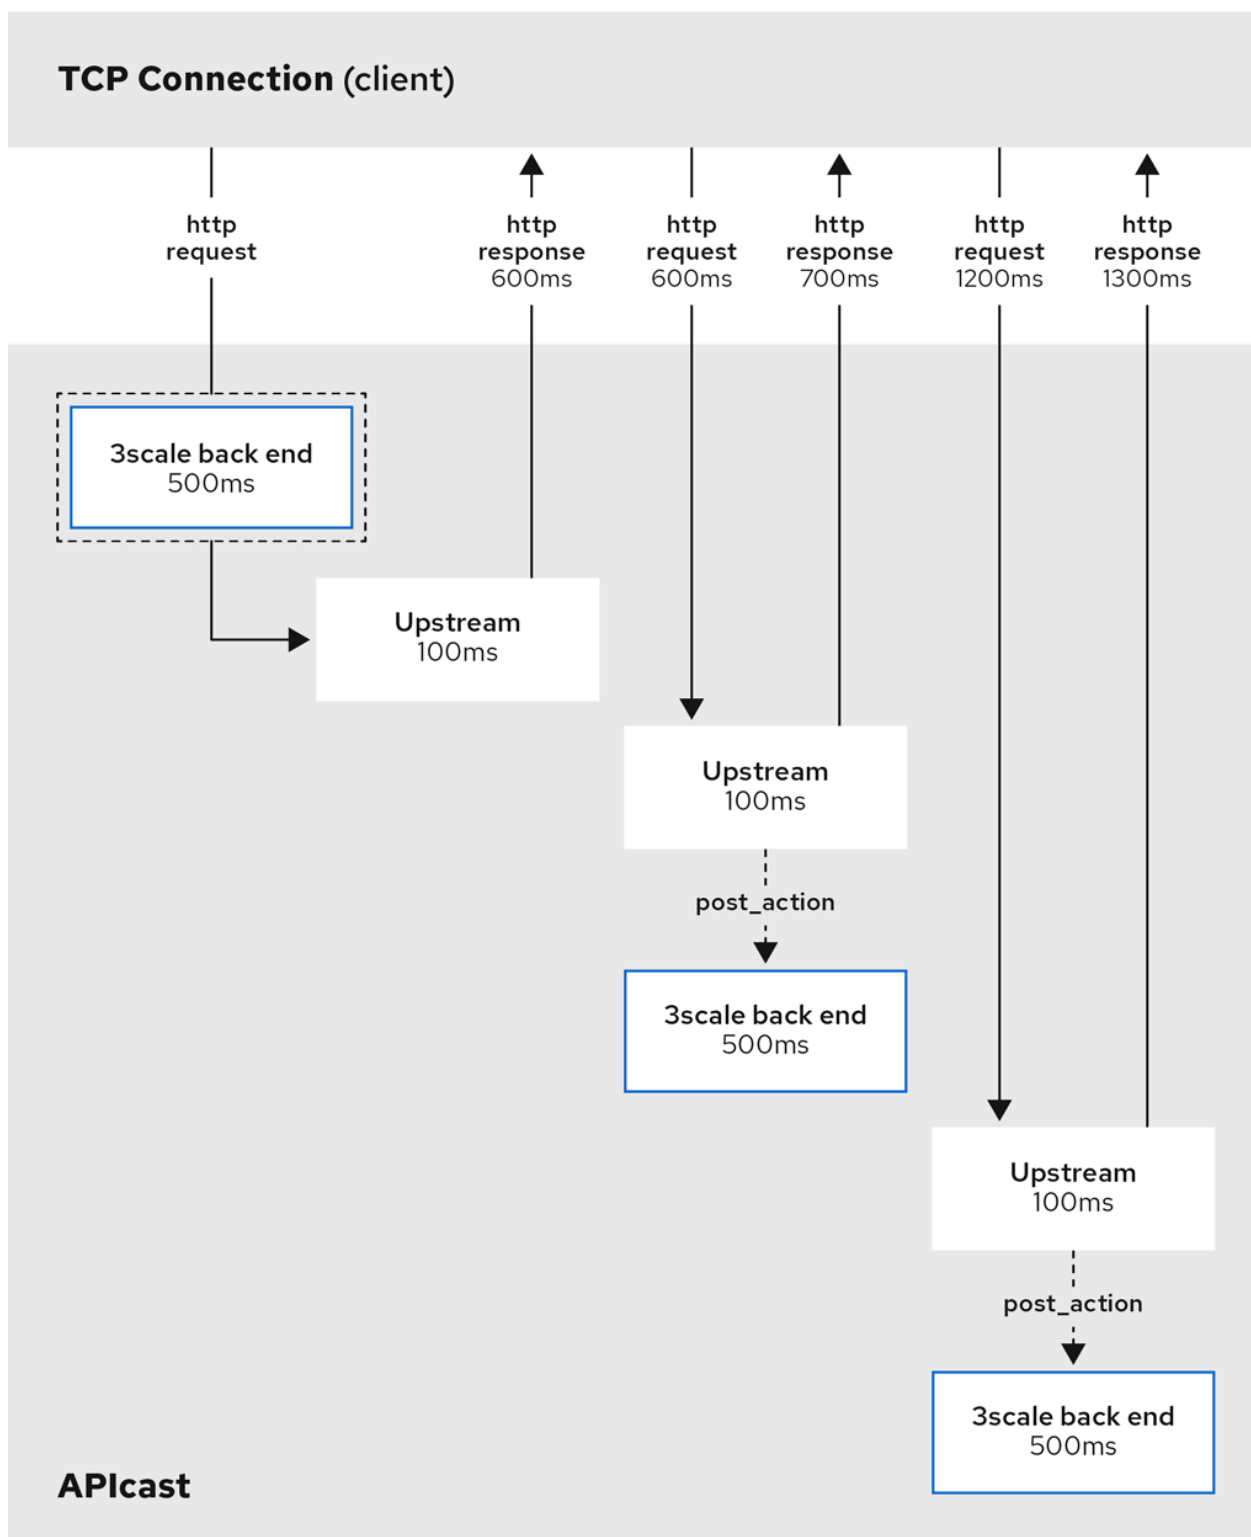 TCP Connection (client)
http
request
http
response
600ms
http
request
600ms
http
response
700ms
http
request
1200ms
http
response
1300ms
3scale back end
500ms
Upstream
100ms
Upstream
100ms
post_action
3scale back end
500ms
Upstream
100ms
post_action
3scale back end
500ms
APIcast